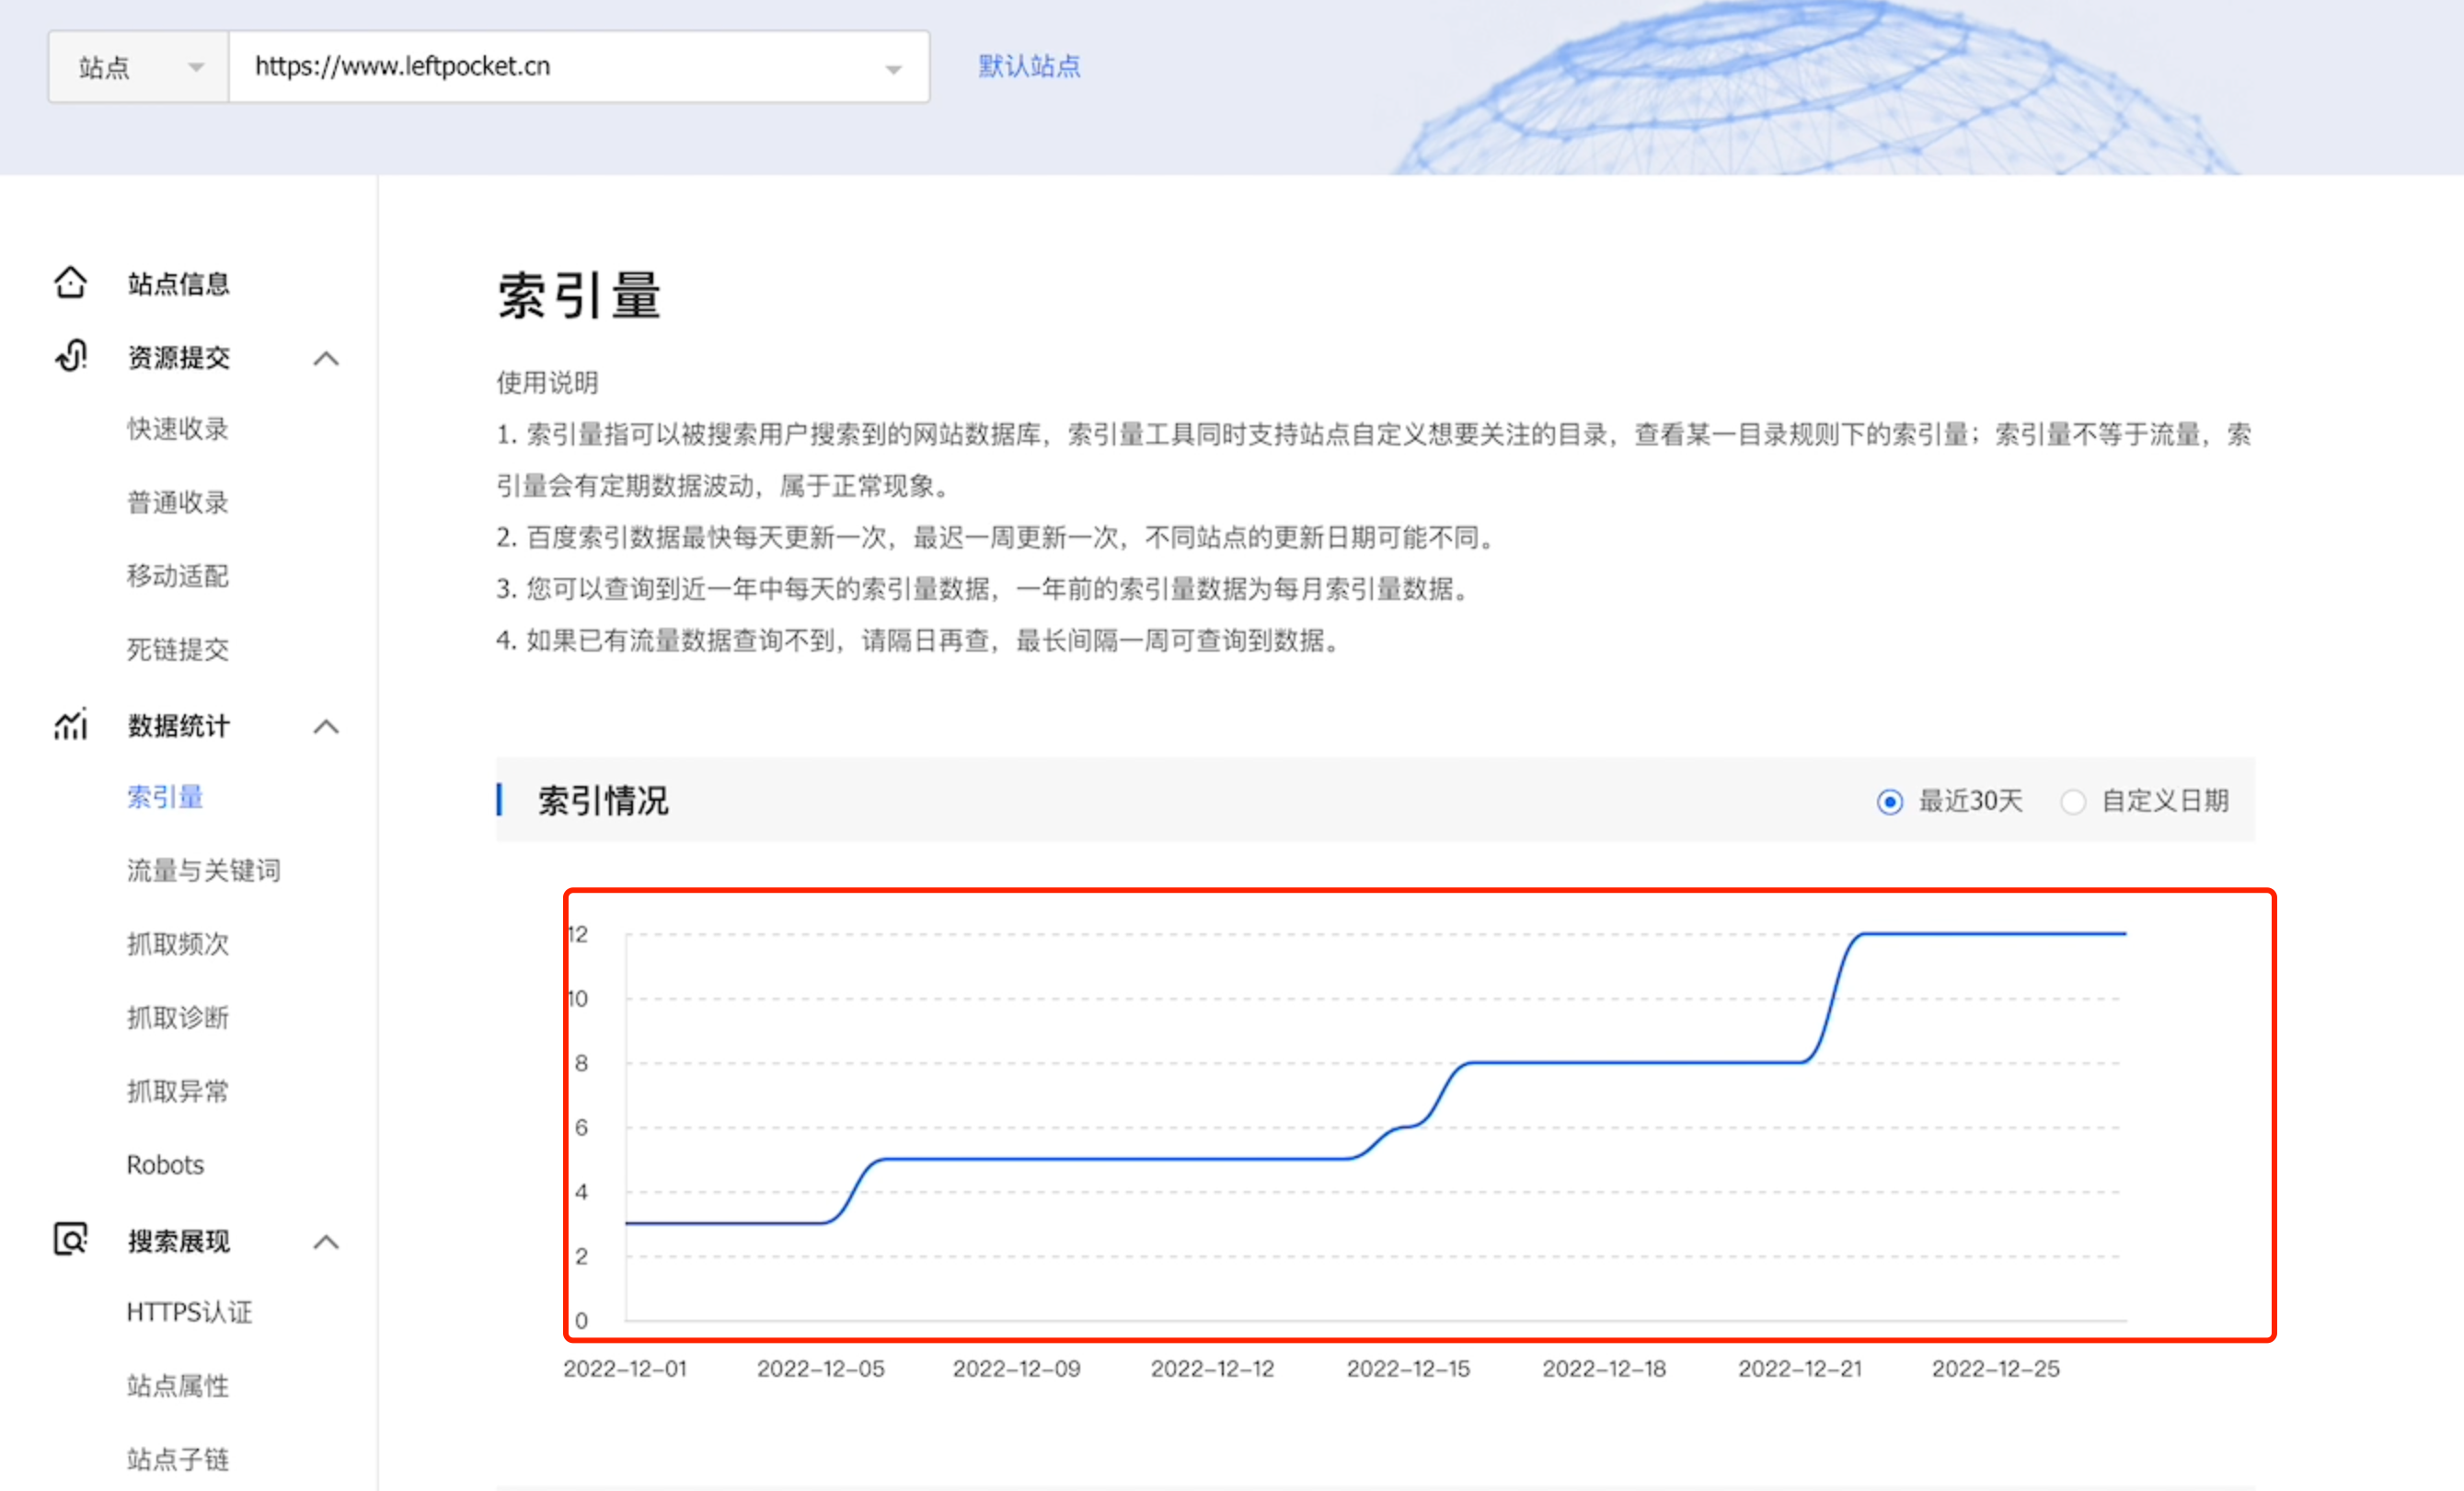 站点
https://www.leftpocket.cn
默认站点
站点信息
资源提交
快速收录
普通收录
移动适配
死链提交
数据统计
索引量
流量与关键词
抓取频次
抓取诊断
抓取异常
Robots
搜索展现
HTTPS认证
站点属性
站点子链
索引量
使用说明
1. 索引量指可以被搜索用户搜索到的网站数据库，索引量工具同时支持站点自定义想要关注的目录，查看某一目录规则下的索引量；索引量不等于流量，索
引量会有定期数据波动，属于正常现象。
2. 百度索引数据最快每天更新一次，最迟一周更新一次，不同站点的更新日期可能不同。
3. 您可以查询到近一年中每天的索引量数据，一年前的索引量数据为每月索引量数据。
4. 如果已有流量数据查询不到，请隔日再查，最长间隔一周可查询到数据。
索引情况
最近30天
自定义日期
12
10
8
6
4
2
0
2022-12-01
2022-12-05
2022-12-09
2022-12-12
2022-12-15
2022-12-18
2022-12-21
2022-12-25